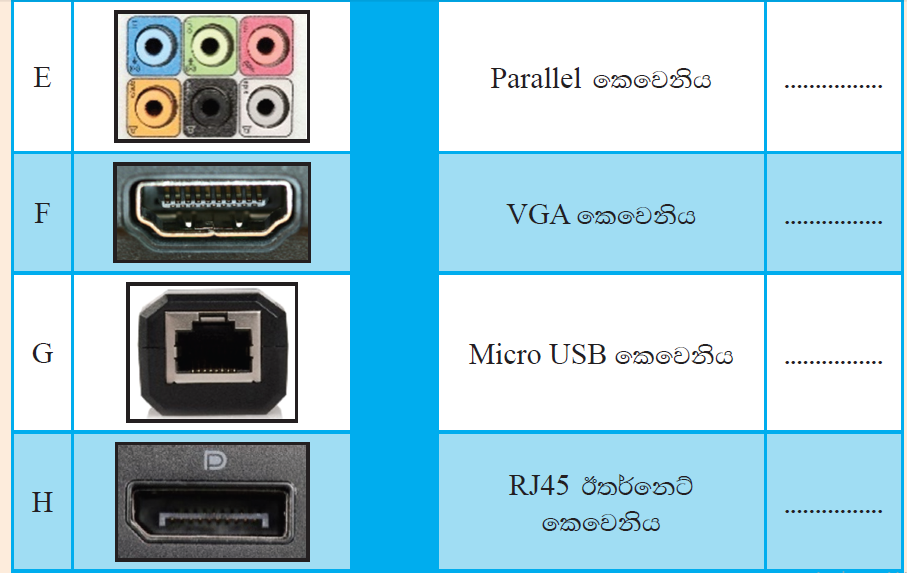 E
Parallel කෙවෙනිය
................
F
VGA කෙවෙනිය
................
G
Micro USB කෙවෙනිය
................
H
RJ45 ඊතර්නෙට්
කෙවෙනිය
................